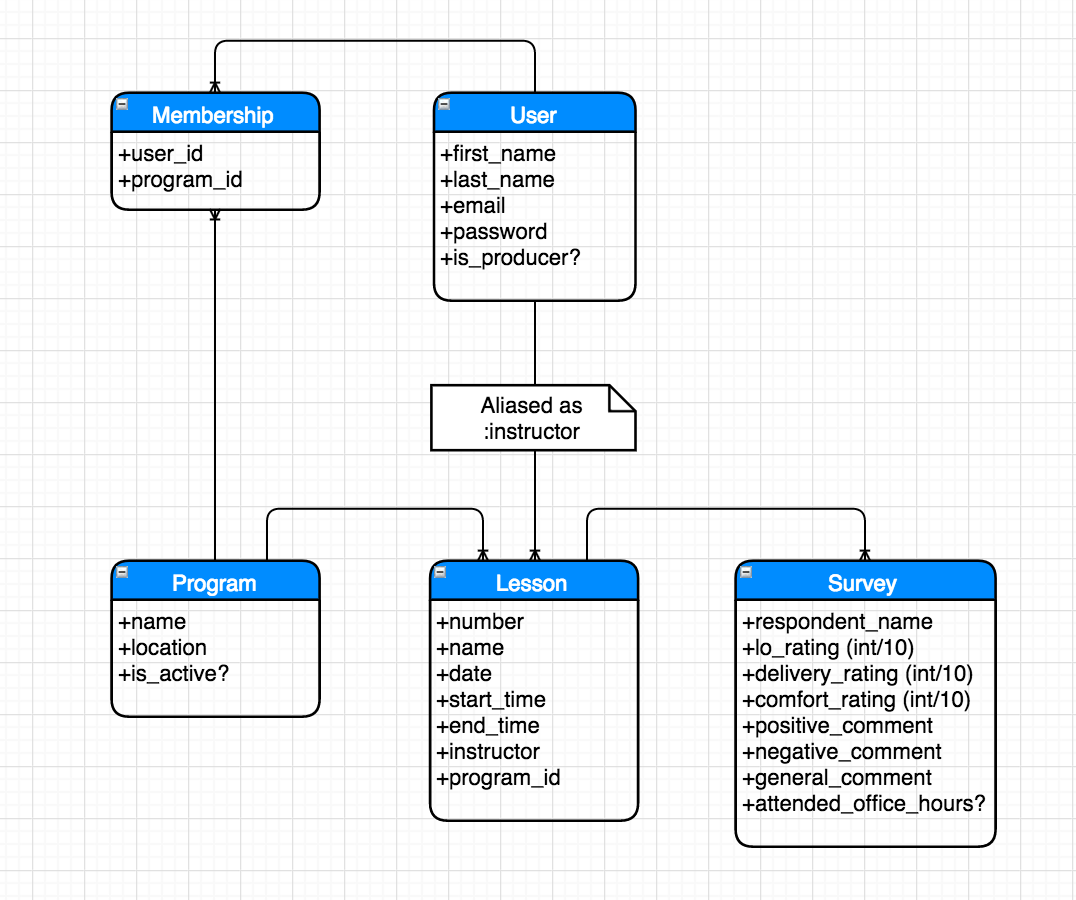 Membership
+user_id
+program_id
User
+first_name
+last_name
+email
+password
+is_producer?
Aliased as
:instructor
Program
+name
+location
+is_active?
Lesson
+number
+name
+date
+start_time
+end_time
+instructor
+program_id
Survey
+respondent_name
+lo_rating (int/10)
+delivery_rating (int/10)
+comfort_rating (int/10)
+positive_comment
+negative_comment
+general_comment
+attended_office_hours?